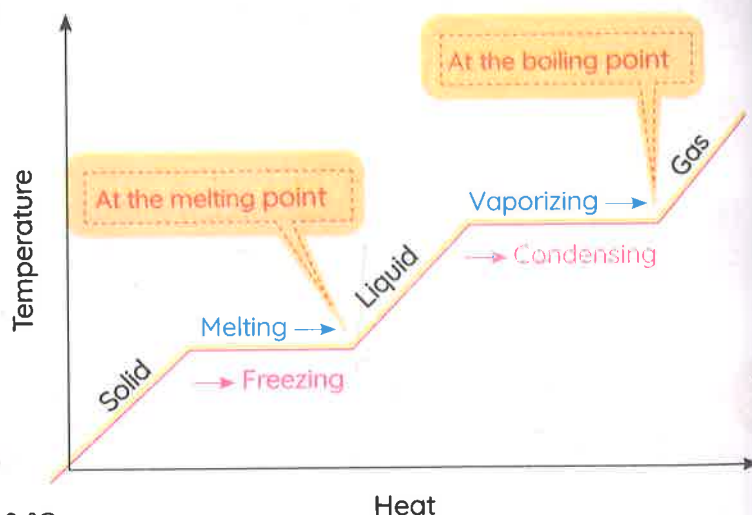 At the boiling point
At the melting point
Temperature
Gas
Vaporizing
Condensing
Liquid
Melting
Freezing
Solid
Heat